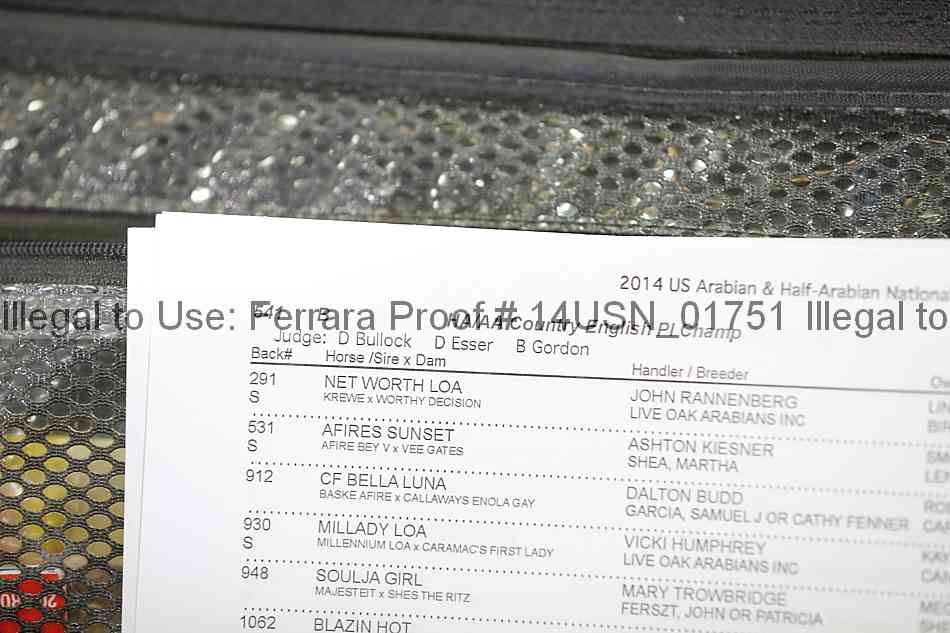 2014 US Arabian & Half-Arabian Nationa
Illegal to Use: Ferrara Proof # 14USN_01751 Illegal to
541 B HA/AA Country English Pl Champ
Judge: D Bullock D Esser B Gordon
Back# Horse /Sire x Dam Handler / Breeder
291 NET WORTH LOA JOHN RANNENBERG
S KREWE x WORTHY DECISION LIVE OAK ARABIANS INC
531 AFIRES SUNSET ASHTON KIESNER
S AFIRE BEY V x VEE GATES SHEA, MARTHA
912 CF BELLA LUNA DALTON BUDD
BASKE AFIRE x CALLAWAYS ENOLA GAY GARCIA, SAMUEL J OR CATHY FENNER
930 MILLADY LOA VICKI HUMPHREY
S MILLENNIUM LOA x CARAMAC'S FIRST LADY LIVE OAK ARABIANS INC
948 SOULJA GIRL MARY TROWBRIDGE
MAJESTEIT x SHES THE RITZ FERSZT, JOHN OR PATRICIA
1062 BLAZIN HOT